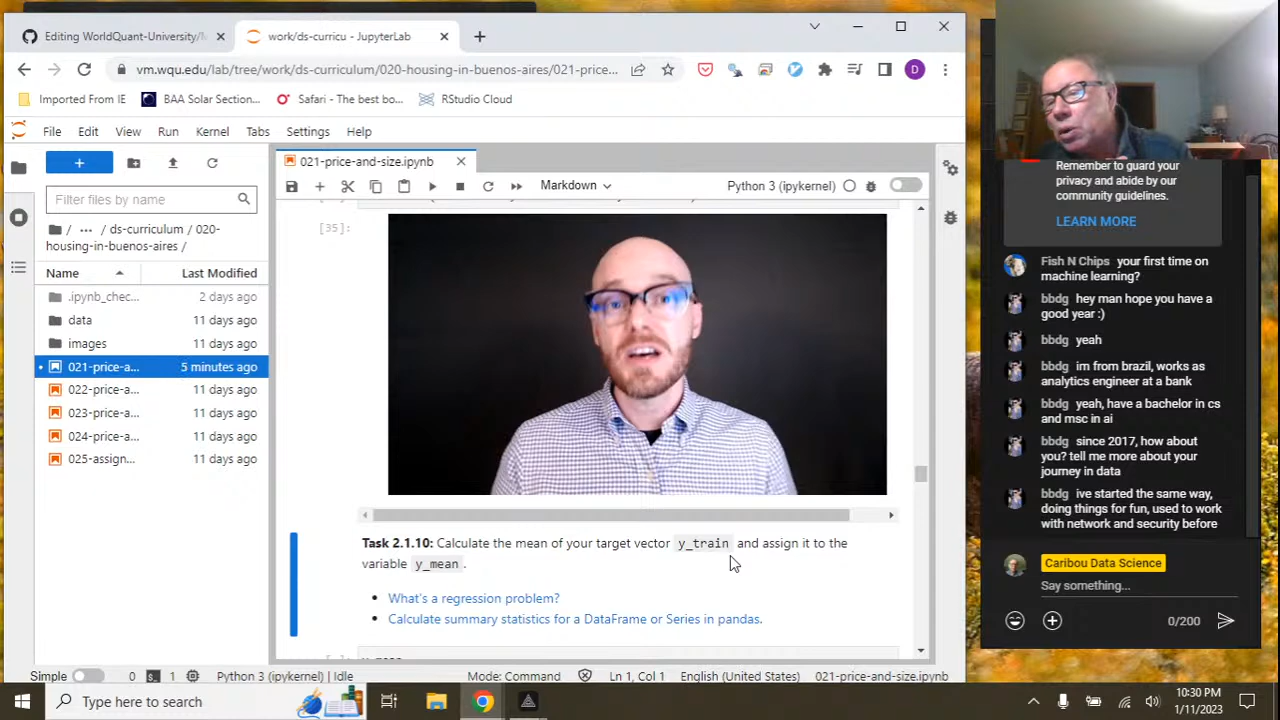 Editing WorldQuant-University/
work/ds-curricu - JupyterLab
vm.wqu.edu/lab/tree/work/ds-curriculum/020-housing-in-buenos-aires/021-price...
D
Imported From IE
BAA Solar Section...
Safari - The best bo...
RStudio Cloud
File Edit View Run Kernel Tabs Settings Help
021-price-and-size.ipynb
Markdown
Python 3 (ipykernel)
Filter files by name
/ ... / ds-curriculum / 020-
housing-in-buenos-aires /
Name Last Modified
.ipynb_chec... 2 days ago
data 11 days ago
images 11 days ago
021-price-a... 5 minutes ago
022-price-a... 11 days ago
023-price-a... 11 days ago
024-price-a... 11 days ago
025-assign... 11 days ago
[35]:
Task 2.1.10: Calculate the mean of your target vector y_train and assign it to the
variable y_mean.
What's a regression problem?
Calculate summary statistics for a DataFrame or Series in pandas.
Simple 0 1 Python 3 (ipykernel) | Idle Mode: Command Ln 1, Col 1 English (United States) 021-price-and-size.ipynb
Remember to guard your
privacy and abide by our
community guidelines.
LEARN MORE
Fish N Chips your first time on
machine learning?
bbdg hey man hope you have a
good year :)
bbdg yeah
bbdg im from brazil, works as
analytics engineer at a bank
bbdg yeah, have a bachelor in cs
and msc in ai
bbdg since 2017, how about
you? tell me more about your
journey in data
bbdg ive started the same way,
doing things for fun, used to work
with network and security before
Caribou Data Science
Say something...
0/200
Type here to search
10:30 PM
1/11/2023